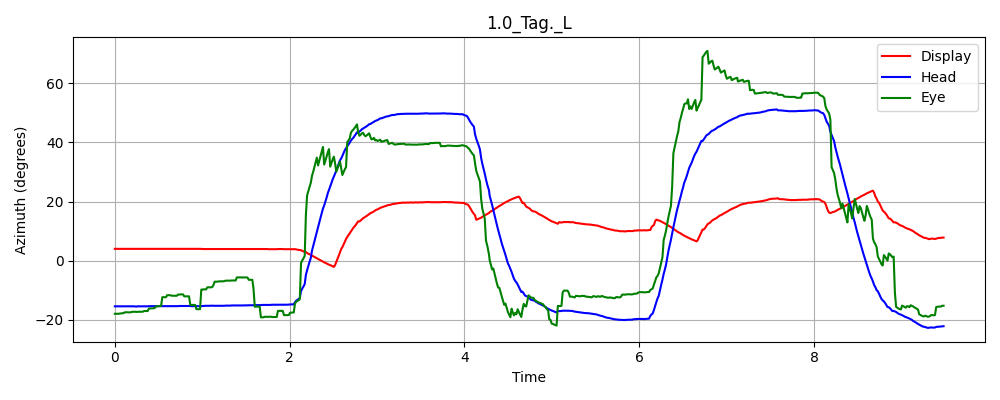 1.0_Tag._L
Display
Head
Eye
Azimuth (degrees)
60
40
20
0
−20
0 2 4 6 8
Time